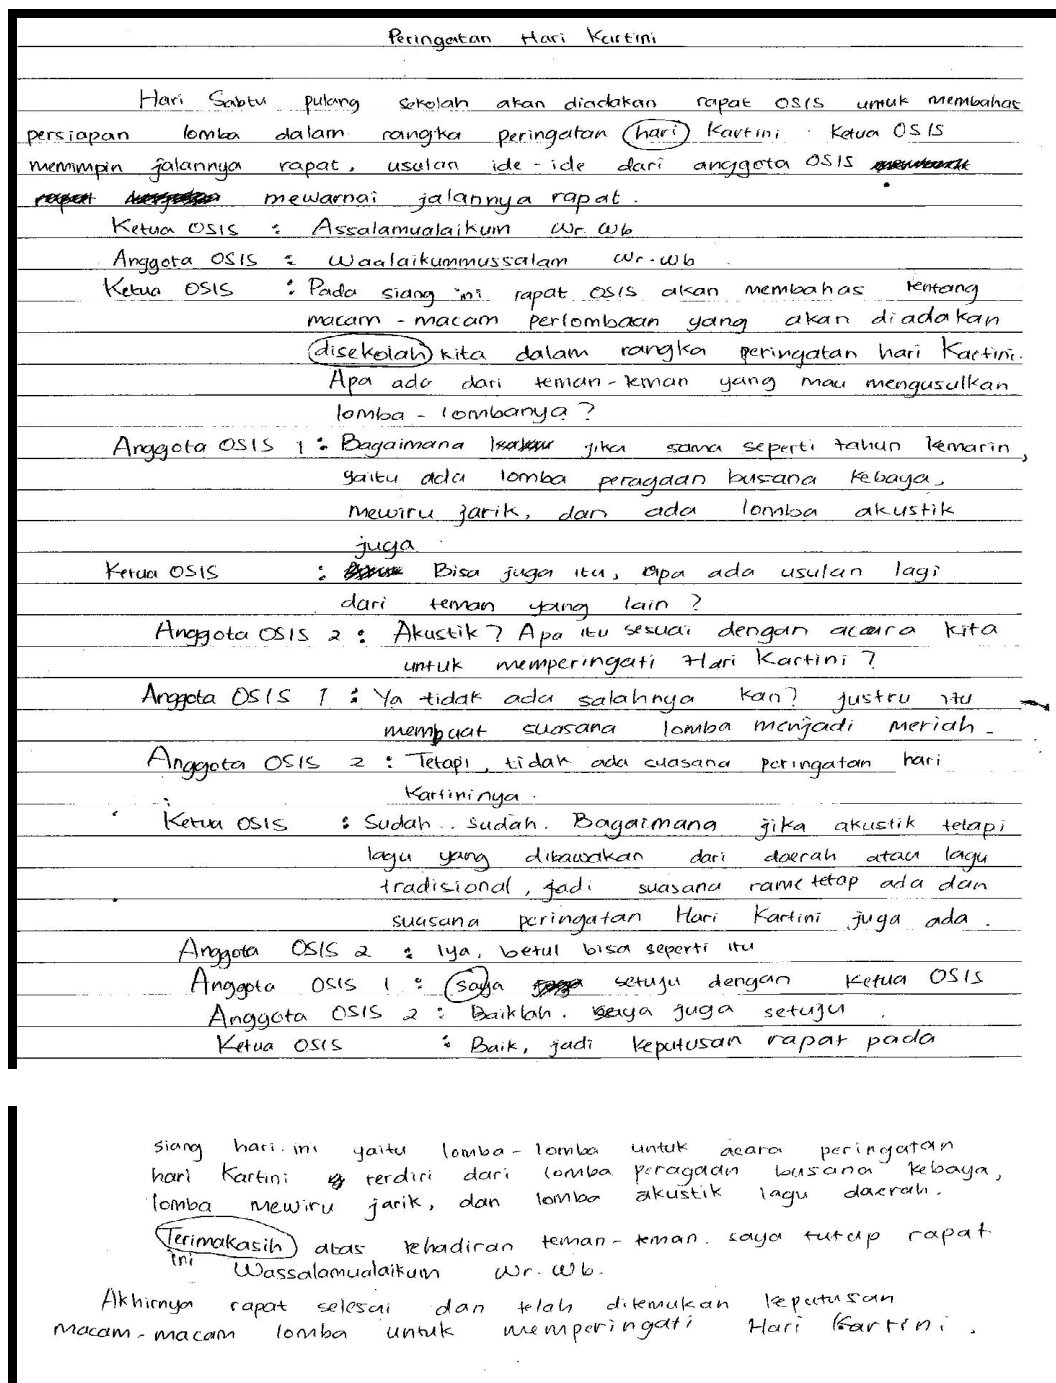 Peringatan Hari Kartini
Hari Sabtu pulang sekolah akan diadakan rapat OSIS untuk membahas
persiapan lomba dalam rangka peringatan hari Kartini. Ketua OSIS
memimpin jalannya rapat, usulan ide-ide dari anggota OSIS
mewarnai jalannya rapat.
Ketua OSIS : Assalamualaikum Wr. Wb
Anggota OSIS : Waalaikummussalam Wr. Wb.
Ketua OSIS : Pada siang ini rapat OSIS akan membahas tentang
macam-macam perlombaan yang akan diadakan
disekolah kita dalam rangka peringatan hari Kartini.
Apa ada dari teman-teman yang mau mengusulkan
lomba-lombanya?
Anggota OSIS 1 : Bagaimana jika sama seperti tahun kemarin,
yaitu ada lomba peragaan busana kebaya,
mewiru jarik, dan ada lomba akustik
juga.
Ketua OSIS : Bisa juga itu, apa ada usulan lagi
dari teman yang lain?
Anggota OSIS 2 : Akustik? Apa itu sesuai dengan acara kita
untuk memperingati Hari Kartini?
Anggota OSIS 1 : Ya tidak ada salahnya kan? justru itu
membuat suasana lomba menjadi meriah.
Anggota OSIS 2 : Tetapi, tidak ada suasana peringatan hari
Kartininya.
Ketua OSIS : Sudah.. sudah. Bagaimana jika akustik tetapi
lagu yang dibawakan dari daerah atau lagu
tradisional, jadi suasana rame tetap ada dan
suasana peringatan Hari Kartini juga ada.
Anggota OSIS 2 : Iya, betul bisa seperti itu
Anggota OSIS 1 : saya setuju dengan Ketua OSIS
Anggota OSIS 2 : Baiklah. saya juga setuju.
Ketua OSIS : Baik, jadi keputusan rapat pada
siang hari ini yaitu lomba-lomba untuk acara peringatan
hari Kartini terdiri dari lomba peragaan busana kebaya,
lomba mewiru jarik, dan lomba akustik lagu daerah.
Terimakasih atas kehadiran teman-teman. saya tutup rapat
ini Wassalamualaikum Wr. Wb.
Akhirnya rapat selesai dan telah ditemukan keputusan
macam-macam lomba untuk memperingati Hari Kartini.